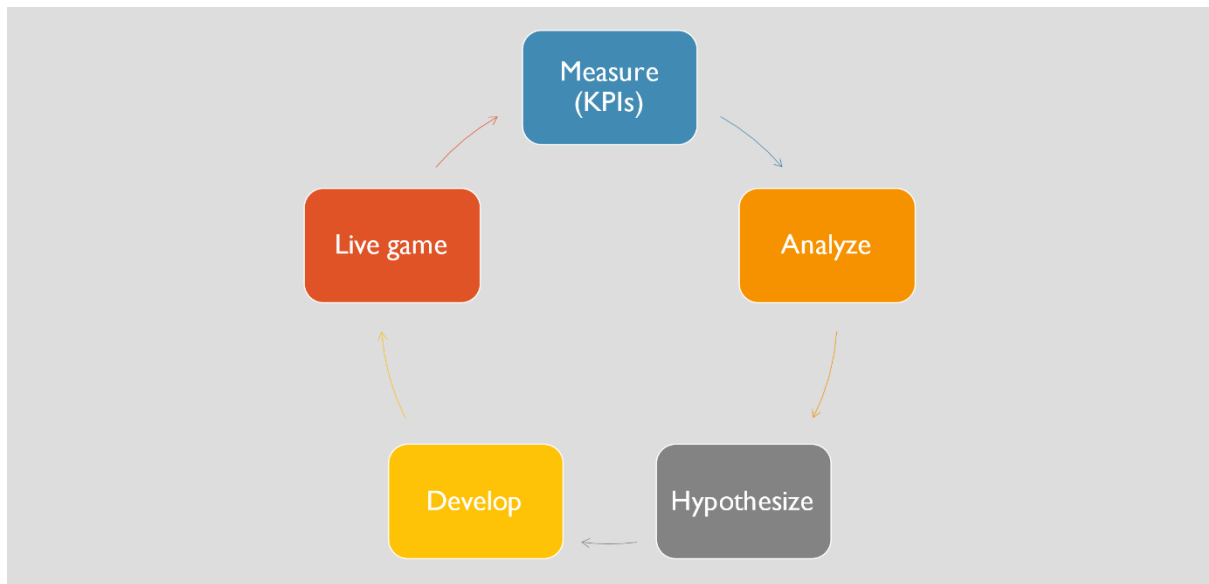 Measure
(KPIs)
Analyze
Hypothesize
Develop
Live game